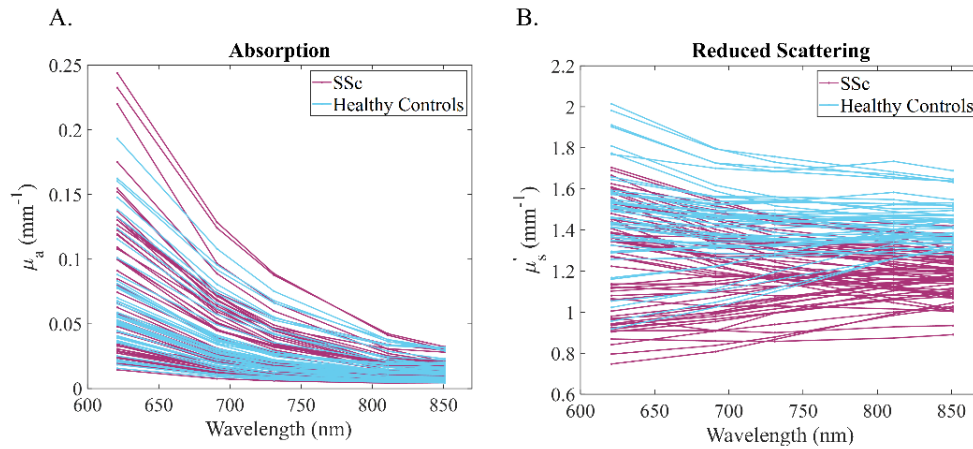 A.
Absorption
SSc
Healthy Controls
0.25
0.2
0.15
0.1
0.05
0
μa (mm-1)
600
650
700
750
800
850
Wavelength (nm)
B.
Reduced Scattering
SSc
Healthy Controls
2.2
2
1.8
1.6
1.4
1.2
1
0.8
0.6
μs' (mm-1)
600
650
700
750
800
850
Wavelength (nm)